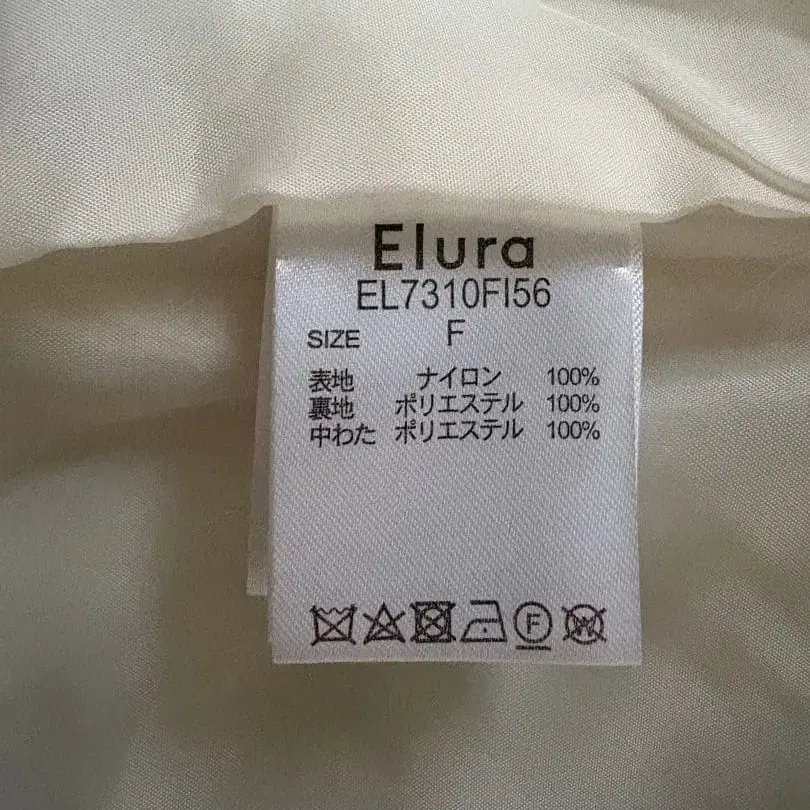 Elura
EL7310FI56
SIZE F
表地 ナイロン 100%
裏地 ポリエステル 100%
中わた ポリエステル 100%
F
W